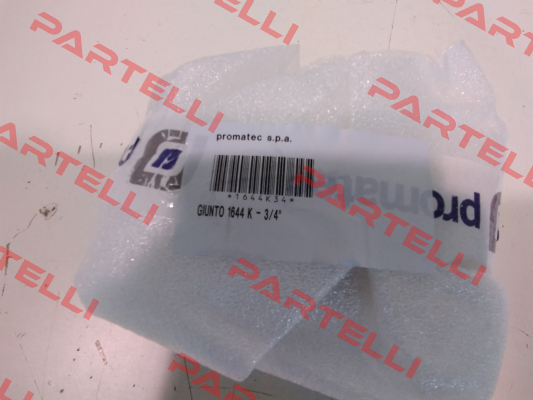 promatec s.p.a.
*1644K34*
GIUNTO 1644 K - 3/4"
promatec
PARTELLI
PARTELLI
PARTELLI
PARTELLI
PARTELLI
PARTELLI
PARTELLI